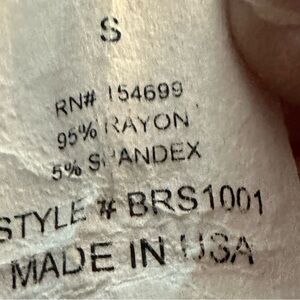 S
RN# 154699
95% RAYON
5% SPANDEX
STYLE # BRS1001
MADE IN USA